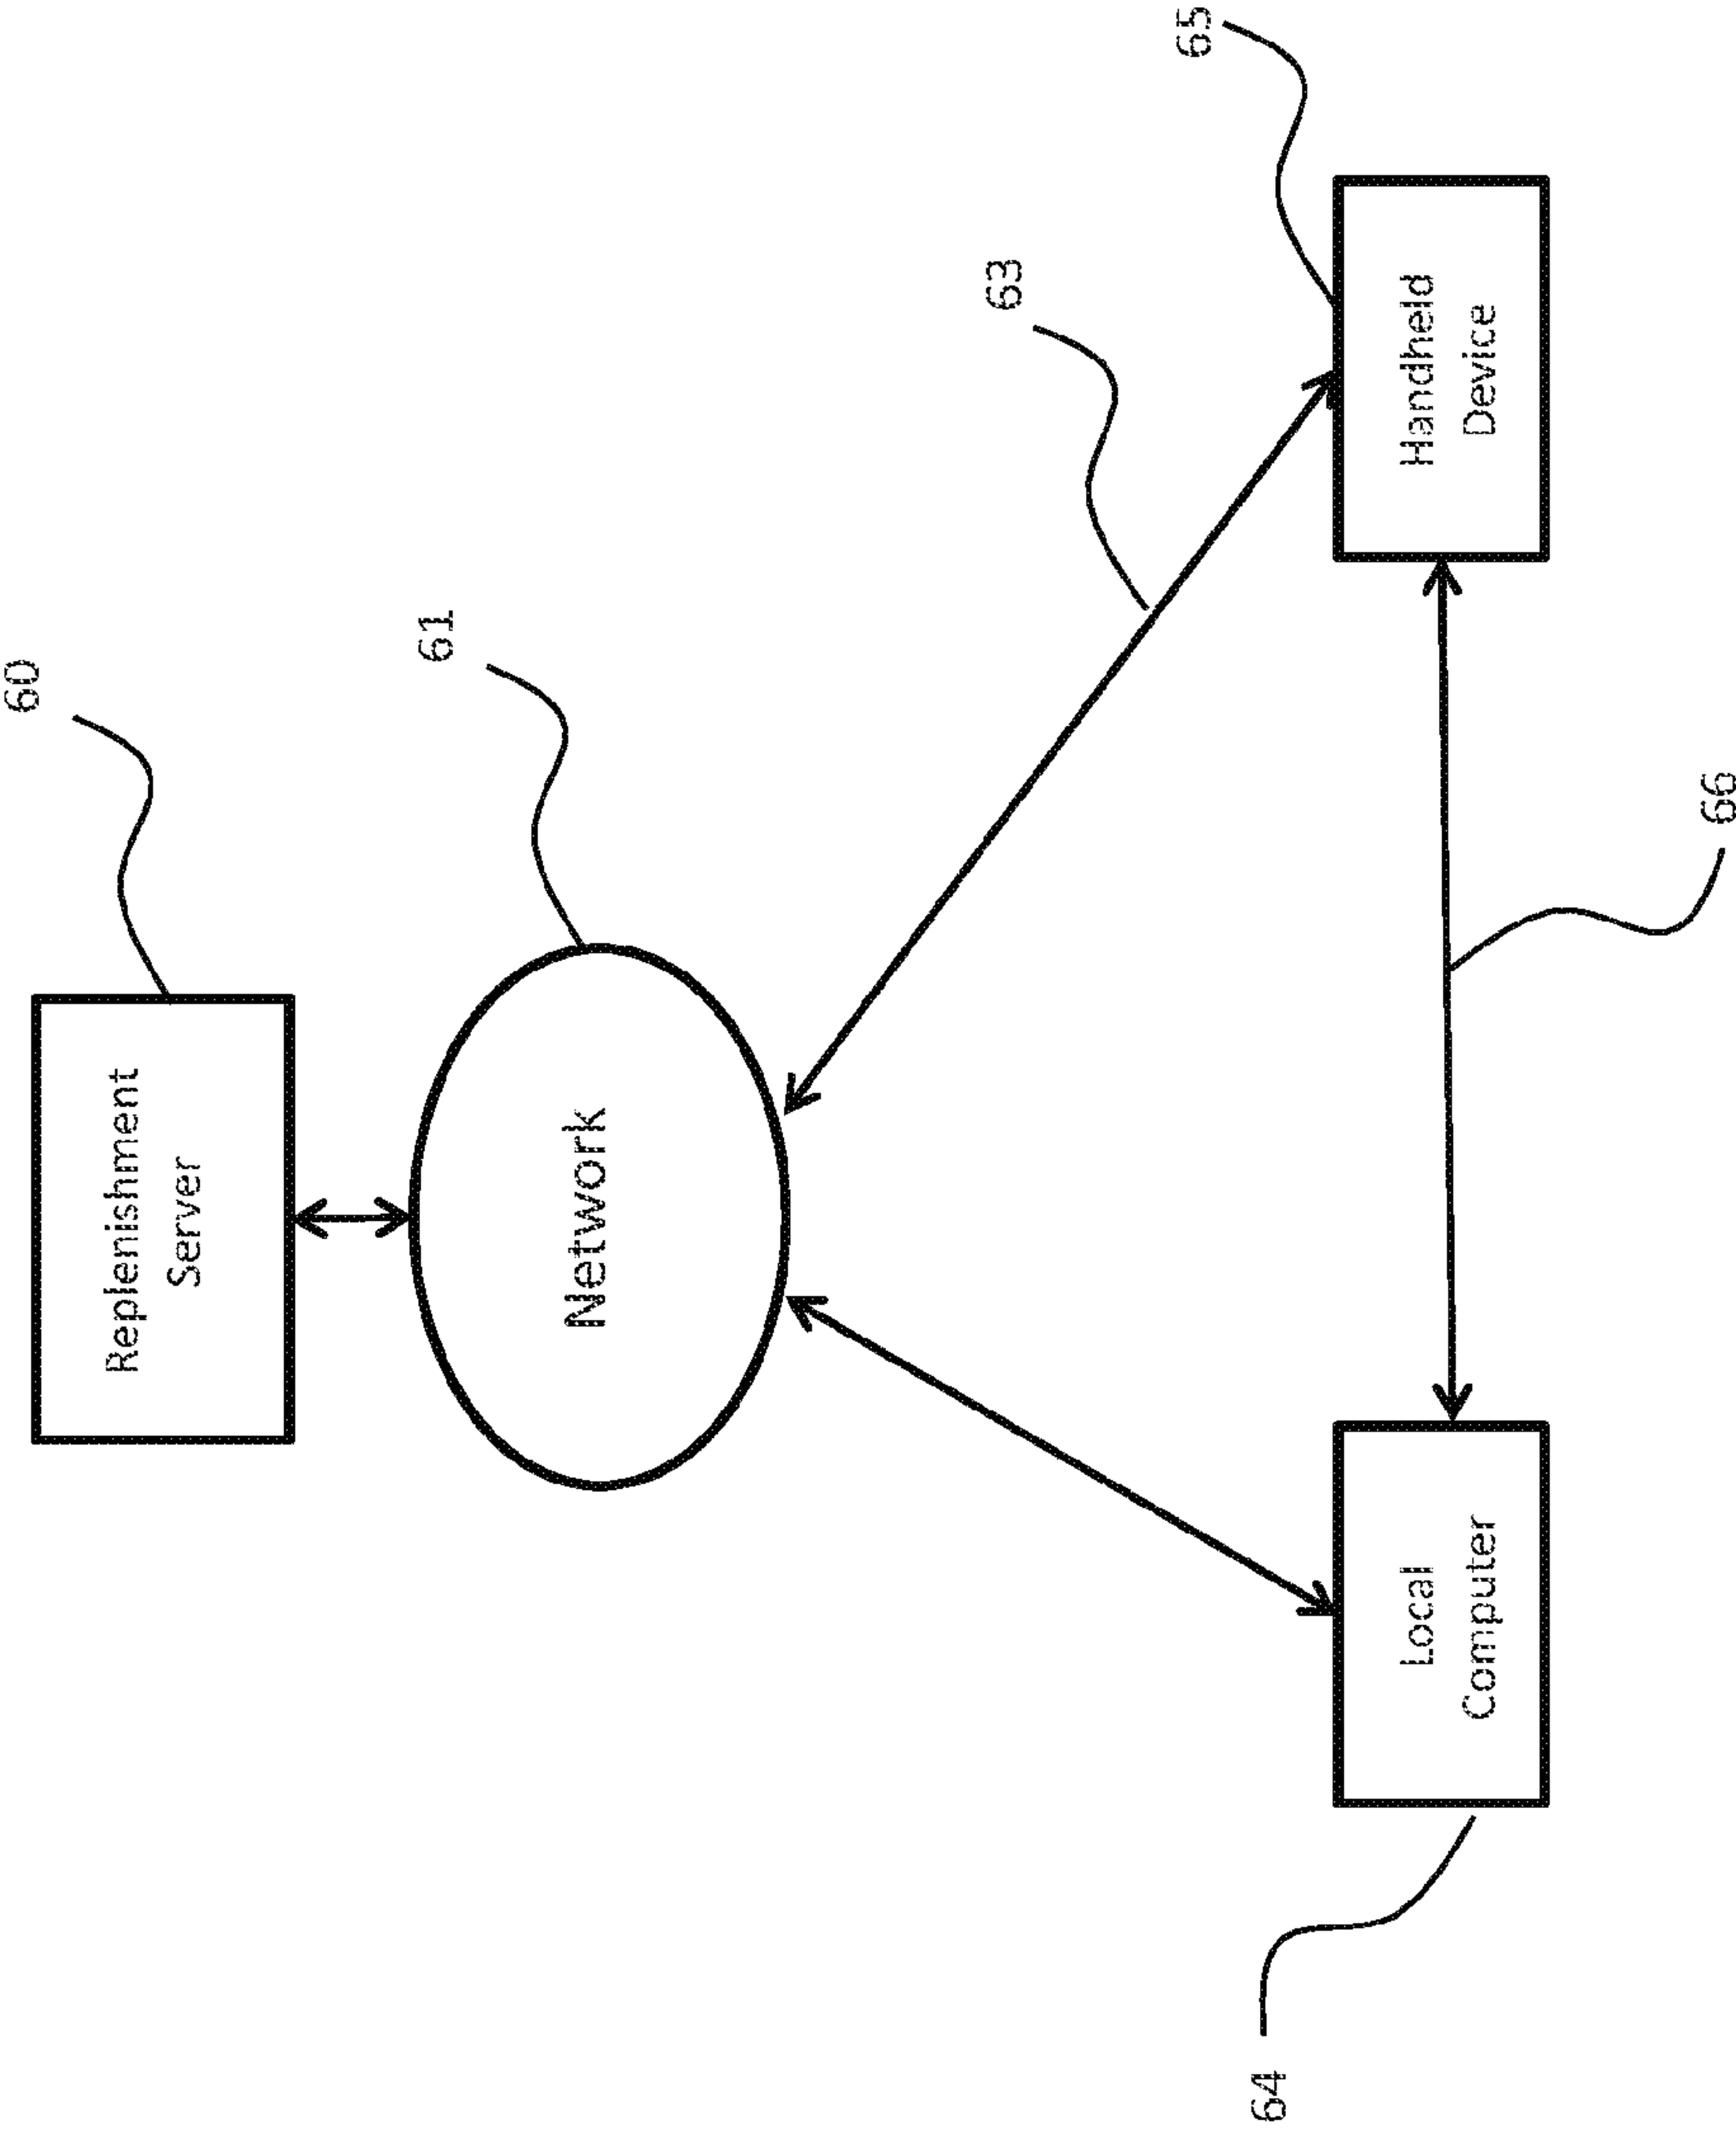 60
Replenishment
Server
61
Network
63
65
Handheld
Device
66
Local
Computer
64